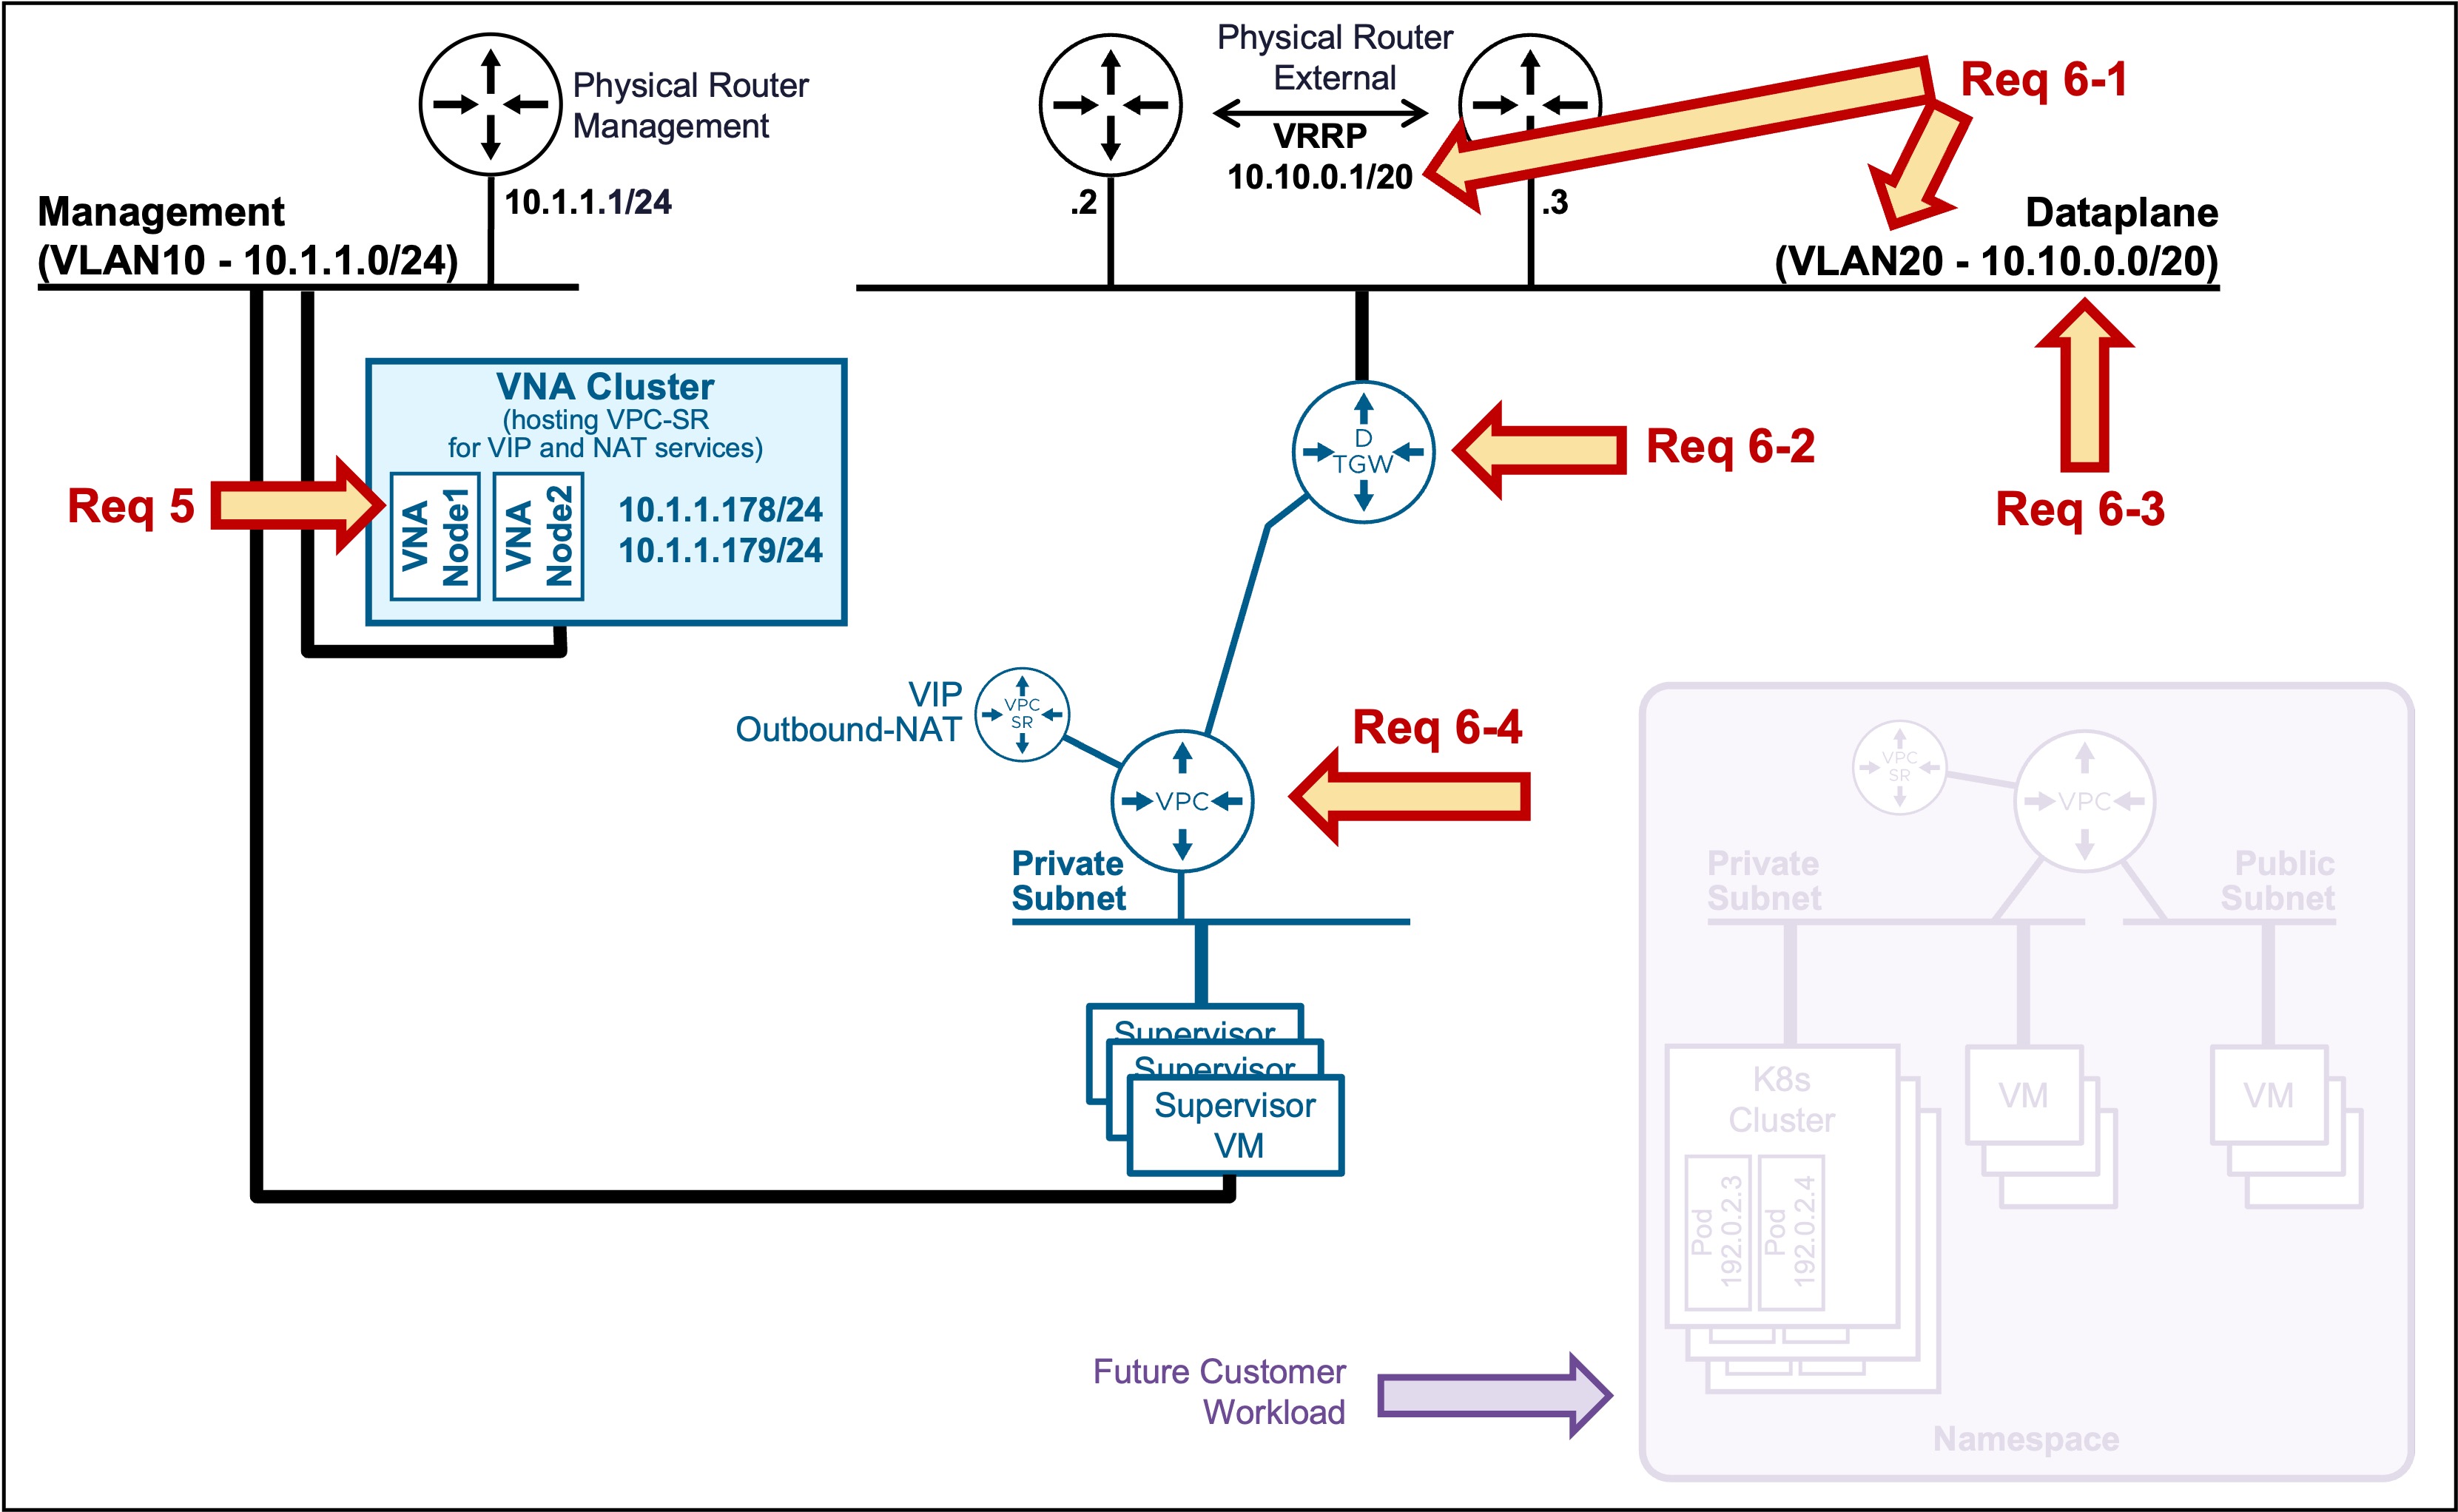 Physical Router
Management
10.1.1.1/24
Management
(VLAN10 - 10.1.1.0/24)
Physical Router
External
VRRP
10.10.0.1/20
.2
.3
Req 6-1
Dataplane
(VLAN20 - 10.10.0.0/20)
VNA Cluster
(hosting VPC-SR
for VIP and NAT services)
VNA
Node1
VNA
Node2
10.1.1.178/24
10.1.1.179/24
Req 5
D
TGW
Req 6-2
Req 6-3
VIP
Outbound-NAT
VPC
SR
VPC
Req 6-4
Private
Subnet
Supervisor
Supervisor
Supervisor
VM
VPC
SR
VPC
Private
Subnet
Public
Subnet
K8s
Cluster
Pod
192.0.2.3
Pod
192.0.2.4
VM
VM
Future Customer
Workload
Namespace